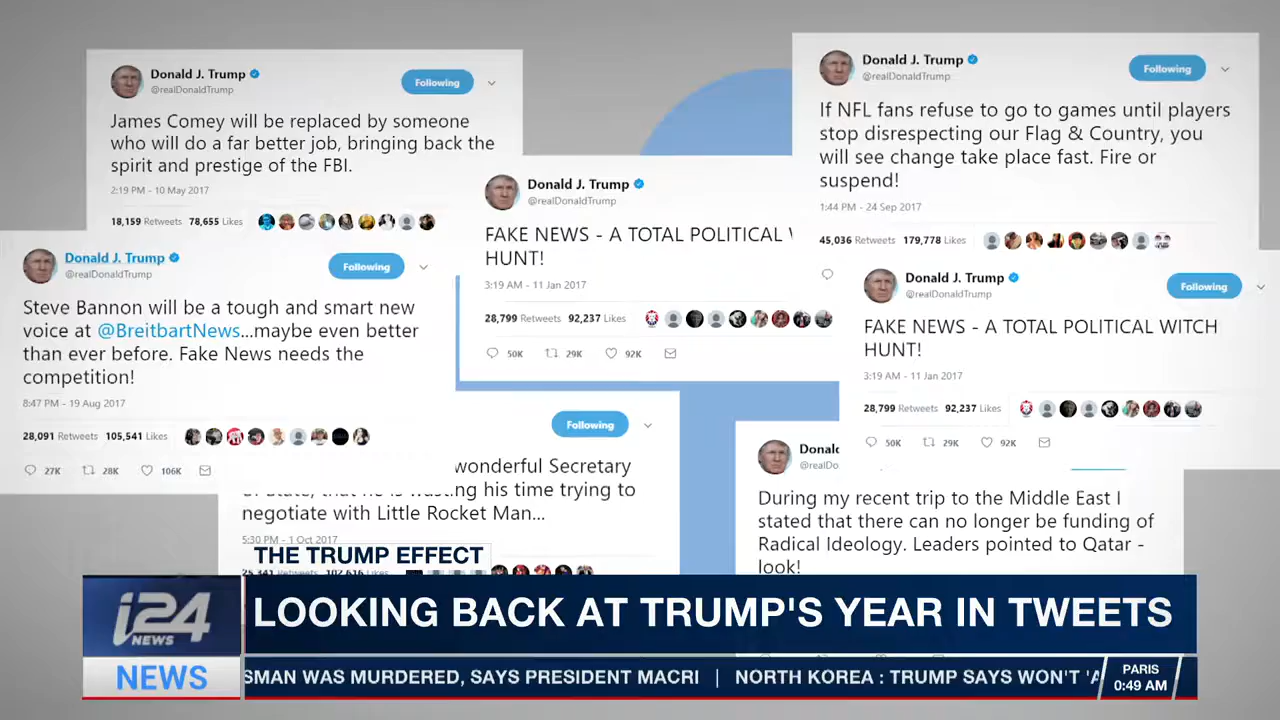 Donald J. Trump
@realDonaldTrump
Following
James Comey will be replaced by someone
who will do a far better job, bringing back the
spirit and prestige of the FBI.
2:19 PM - 10 May 2017
18,159 Retweets 78,655 Likes
Donald J. Trump
@realDonaldTrump
Following
If NFL fans refuse to go to games until players
stop disrespecting our Flag & Country, you
will see change take place fast. Fire or
suspend!
1:44 PM - 24 Sep 2017
45,036 Retweets 179,778 Likes
Donald J. Trump
@realDonaldTrump
FAKE NEWS - A TOTAL POLITICAL
HUNT!
3:19 AM - 11 Jan 2017
28,799 Retweets 92,237 Likes
50K 29K 92K
Donald J. Trump
@realDonaldTrump
Following
Steve Bannon will be a tough and smart new
voice at @BreitbartNews...maybe even better
than ever before. Fake News needs the
competition!
8:47 PM - 19 Aug 2017
28,091 Retweets 105,541 Likes
27K 28K 106K
Donald J. Trump
@realDonaldTrump
Following
FAKE NEWS - A TOTAL POLITICAL WITCH
HUNT!
3:19 AM - 11 Jan 2017
28,799 Retweets 92,237 Likes
50K 29K 92K
Following
wonderful Secretary
of State, that he is wasting his time trying to
negotiate with Little Rocket Man...
5:30 PM - 1 Oct 2017
Donald
@realDo
During my recent trip to the Middle East I
stated that there can no longer be funding of
Radical Ideology. Leaders pointed to Qatar -
look!
THE TRUMP EFFECT
LOOKING BACK AT TRUMP'S YEAR IN TWEETS
i24
NEWS
NEWS
SMAN WAS MURDERED, SAYS PRESIDENT MACRI | NORTH KOREA : TRUMP SAYS WON'T 'A
PARIS
0:49 AM